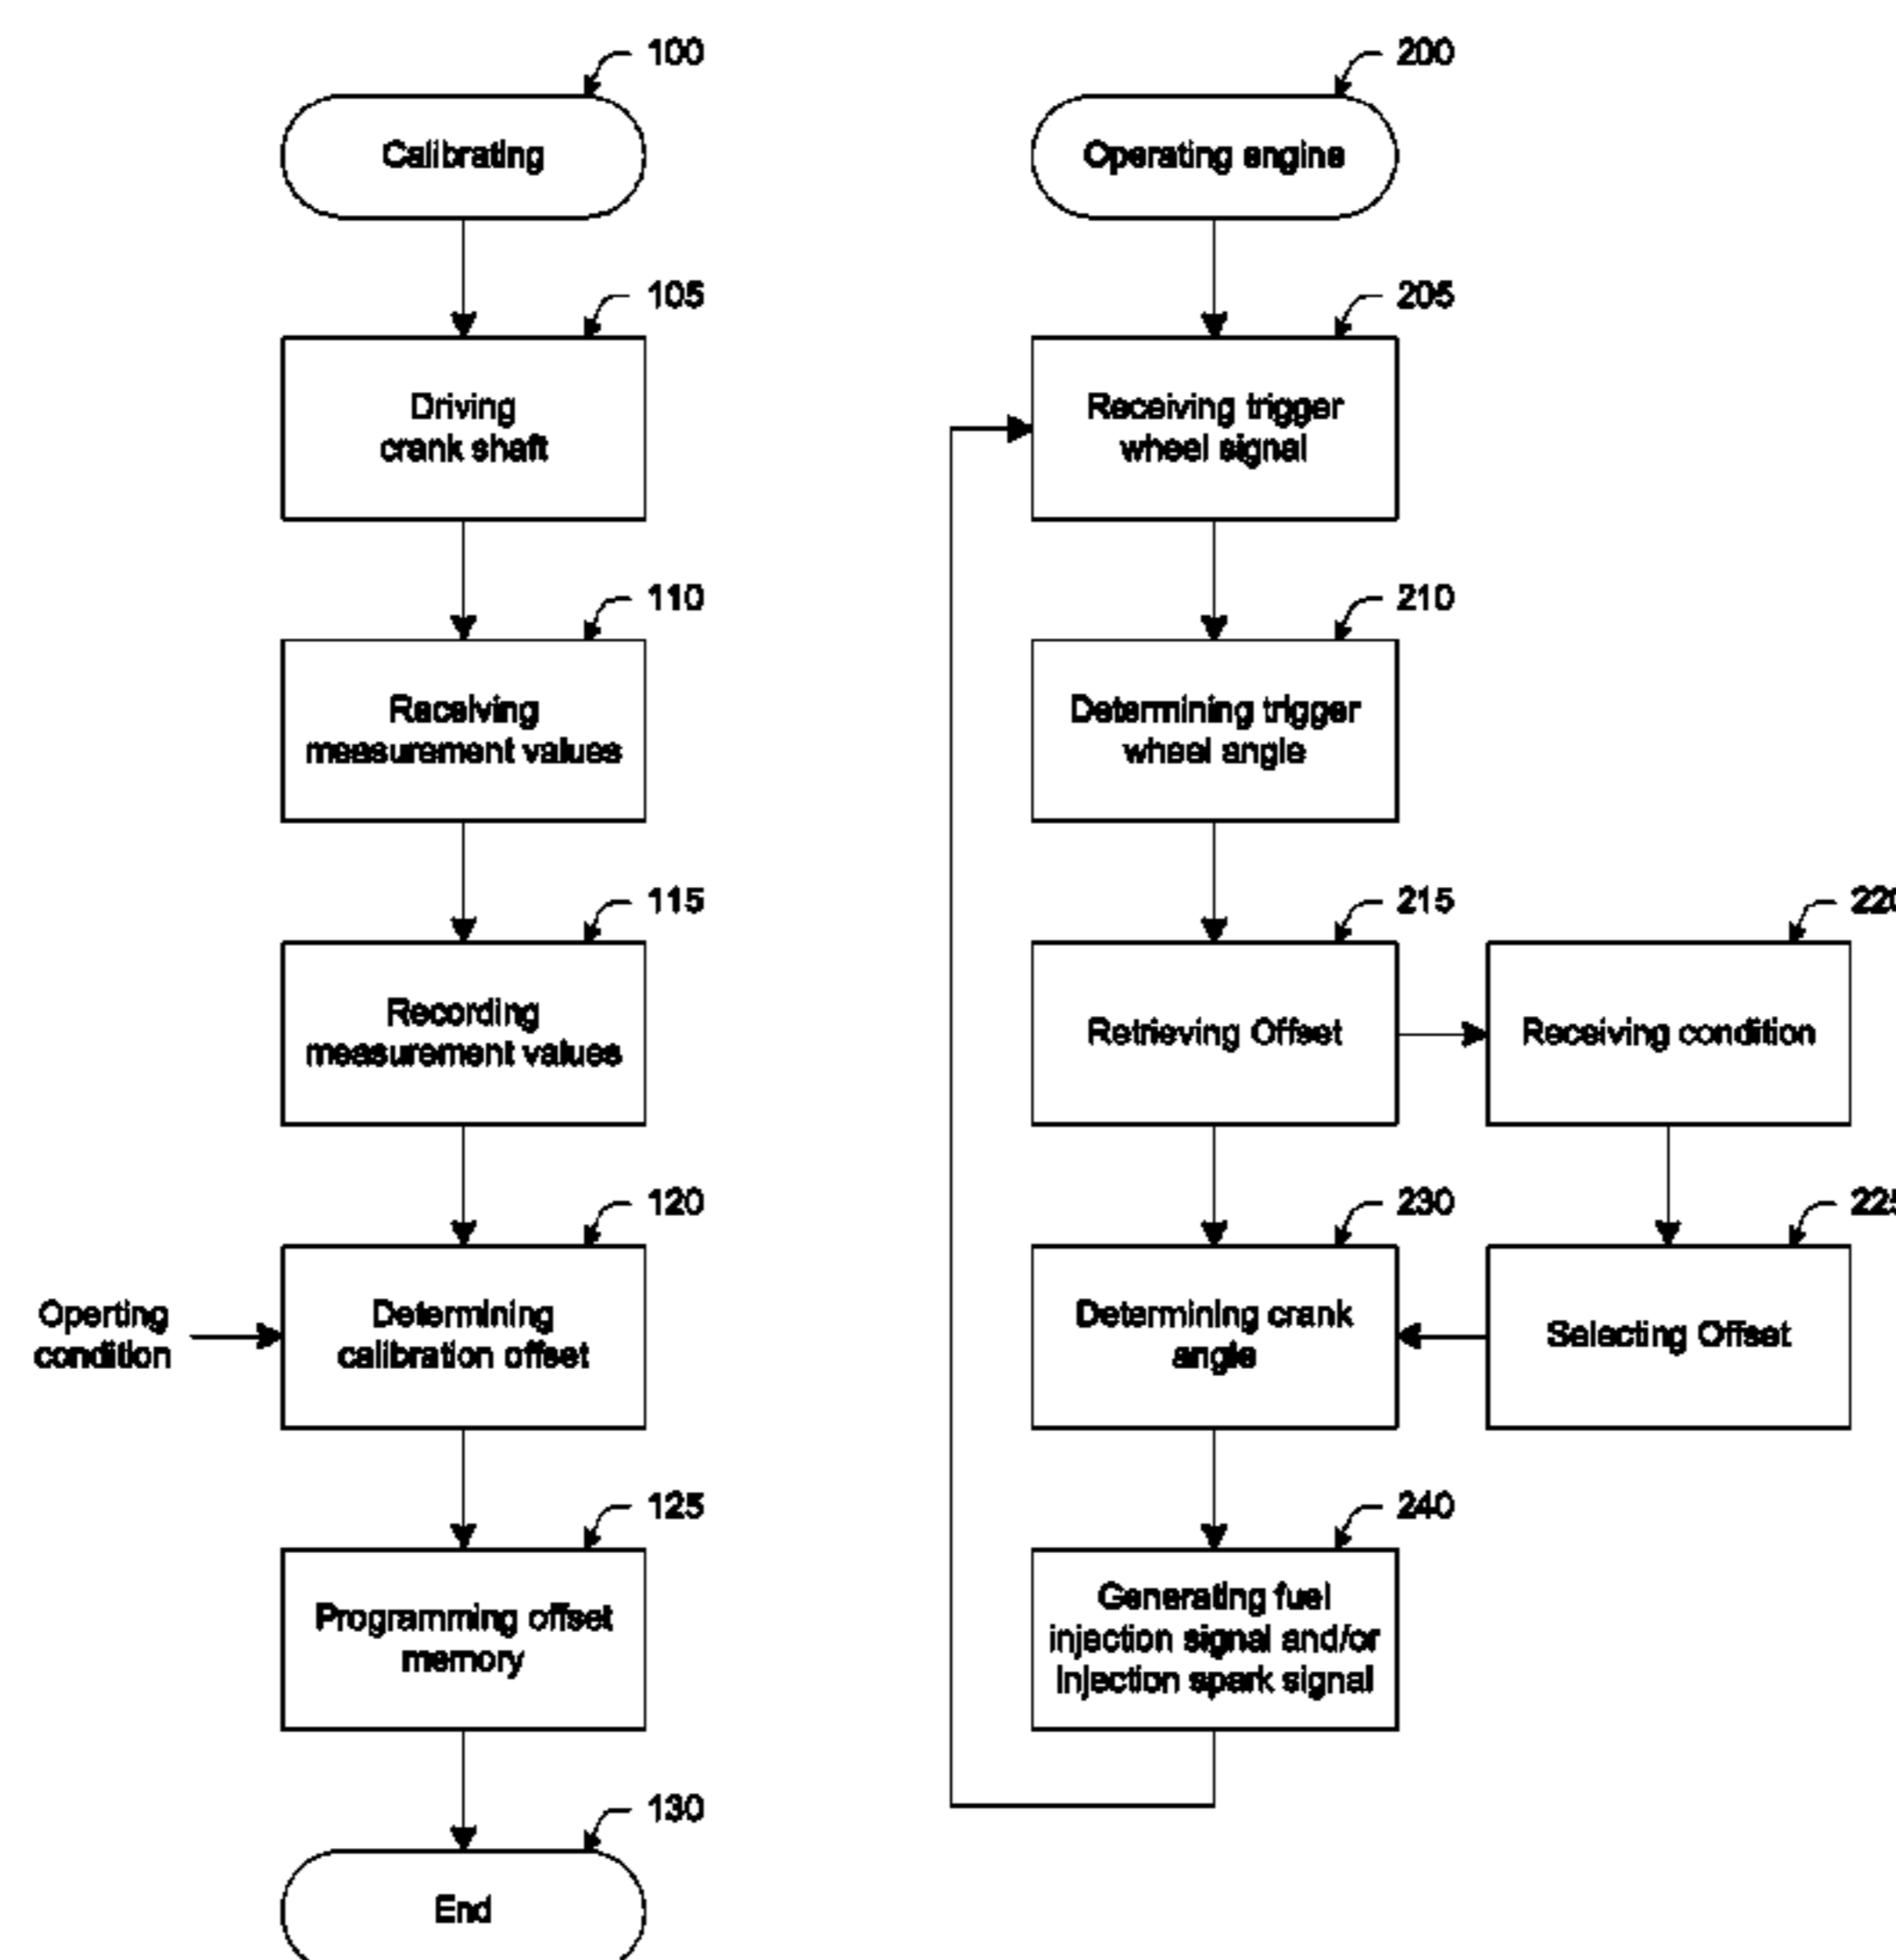 100
Calibrating
105
Driving
crank shaft
110
Receiving
measurement values
115
Recording
measurement values
120
Operting
condition
Determining
calibration offset
125
Programming offset
memory
130
End
200
Operating engine
205
Receiving trigger
wheel signal
210
Determining trigger
wheel angle
215
Retrieving Offset
220
Receiving condition
225
Selecting Offset
230
Determining crank
angle
240
Generating fuel
injection signal and/or
injection spark signal